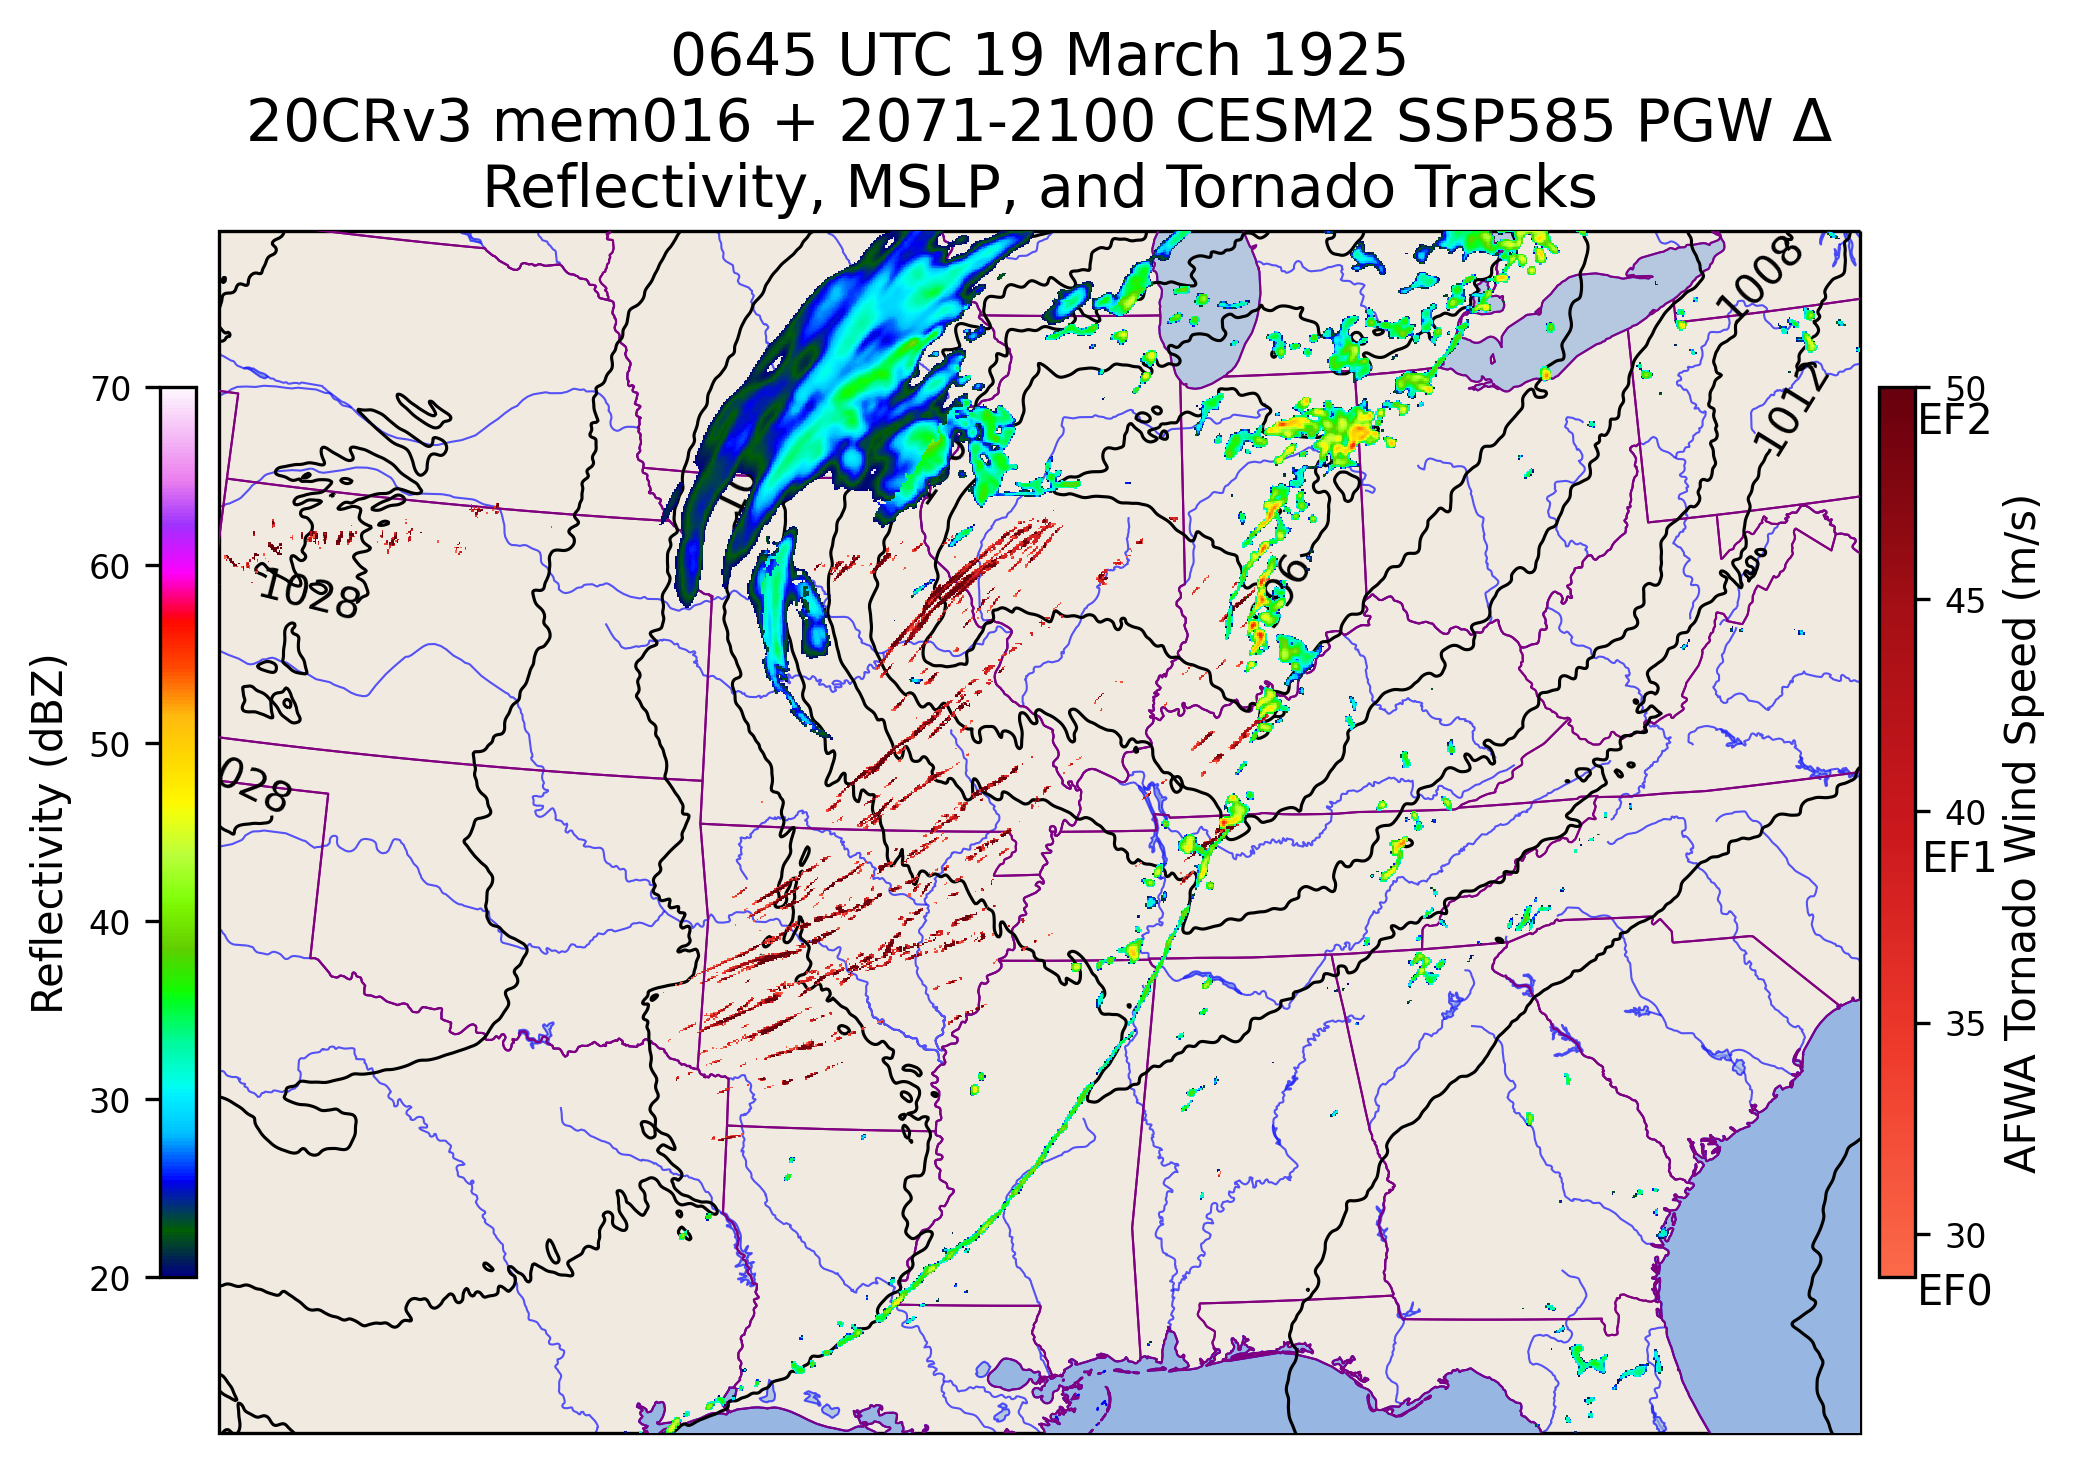 0645 UTC 19 March 1925
20CRv3 mem016 + 2071-2100 CESM2 SSP585 PGW Δ
Reflectivity, MSLP, and Tornado Tracks
Reflectivity (dBZ)
70
60
50
40
30
20
1008
1012
1028
028
50
EF2
45
40
EF1
35
30
EF0
AFWA Tornado Wind Speed (m/s)